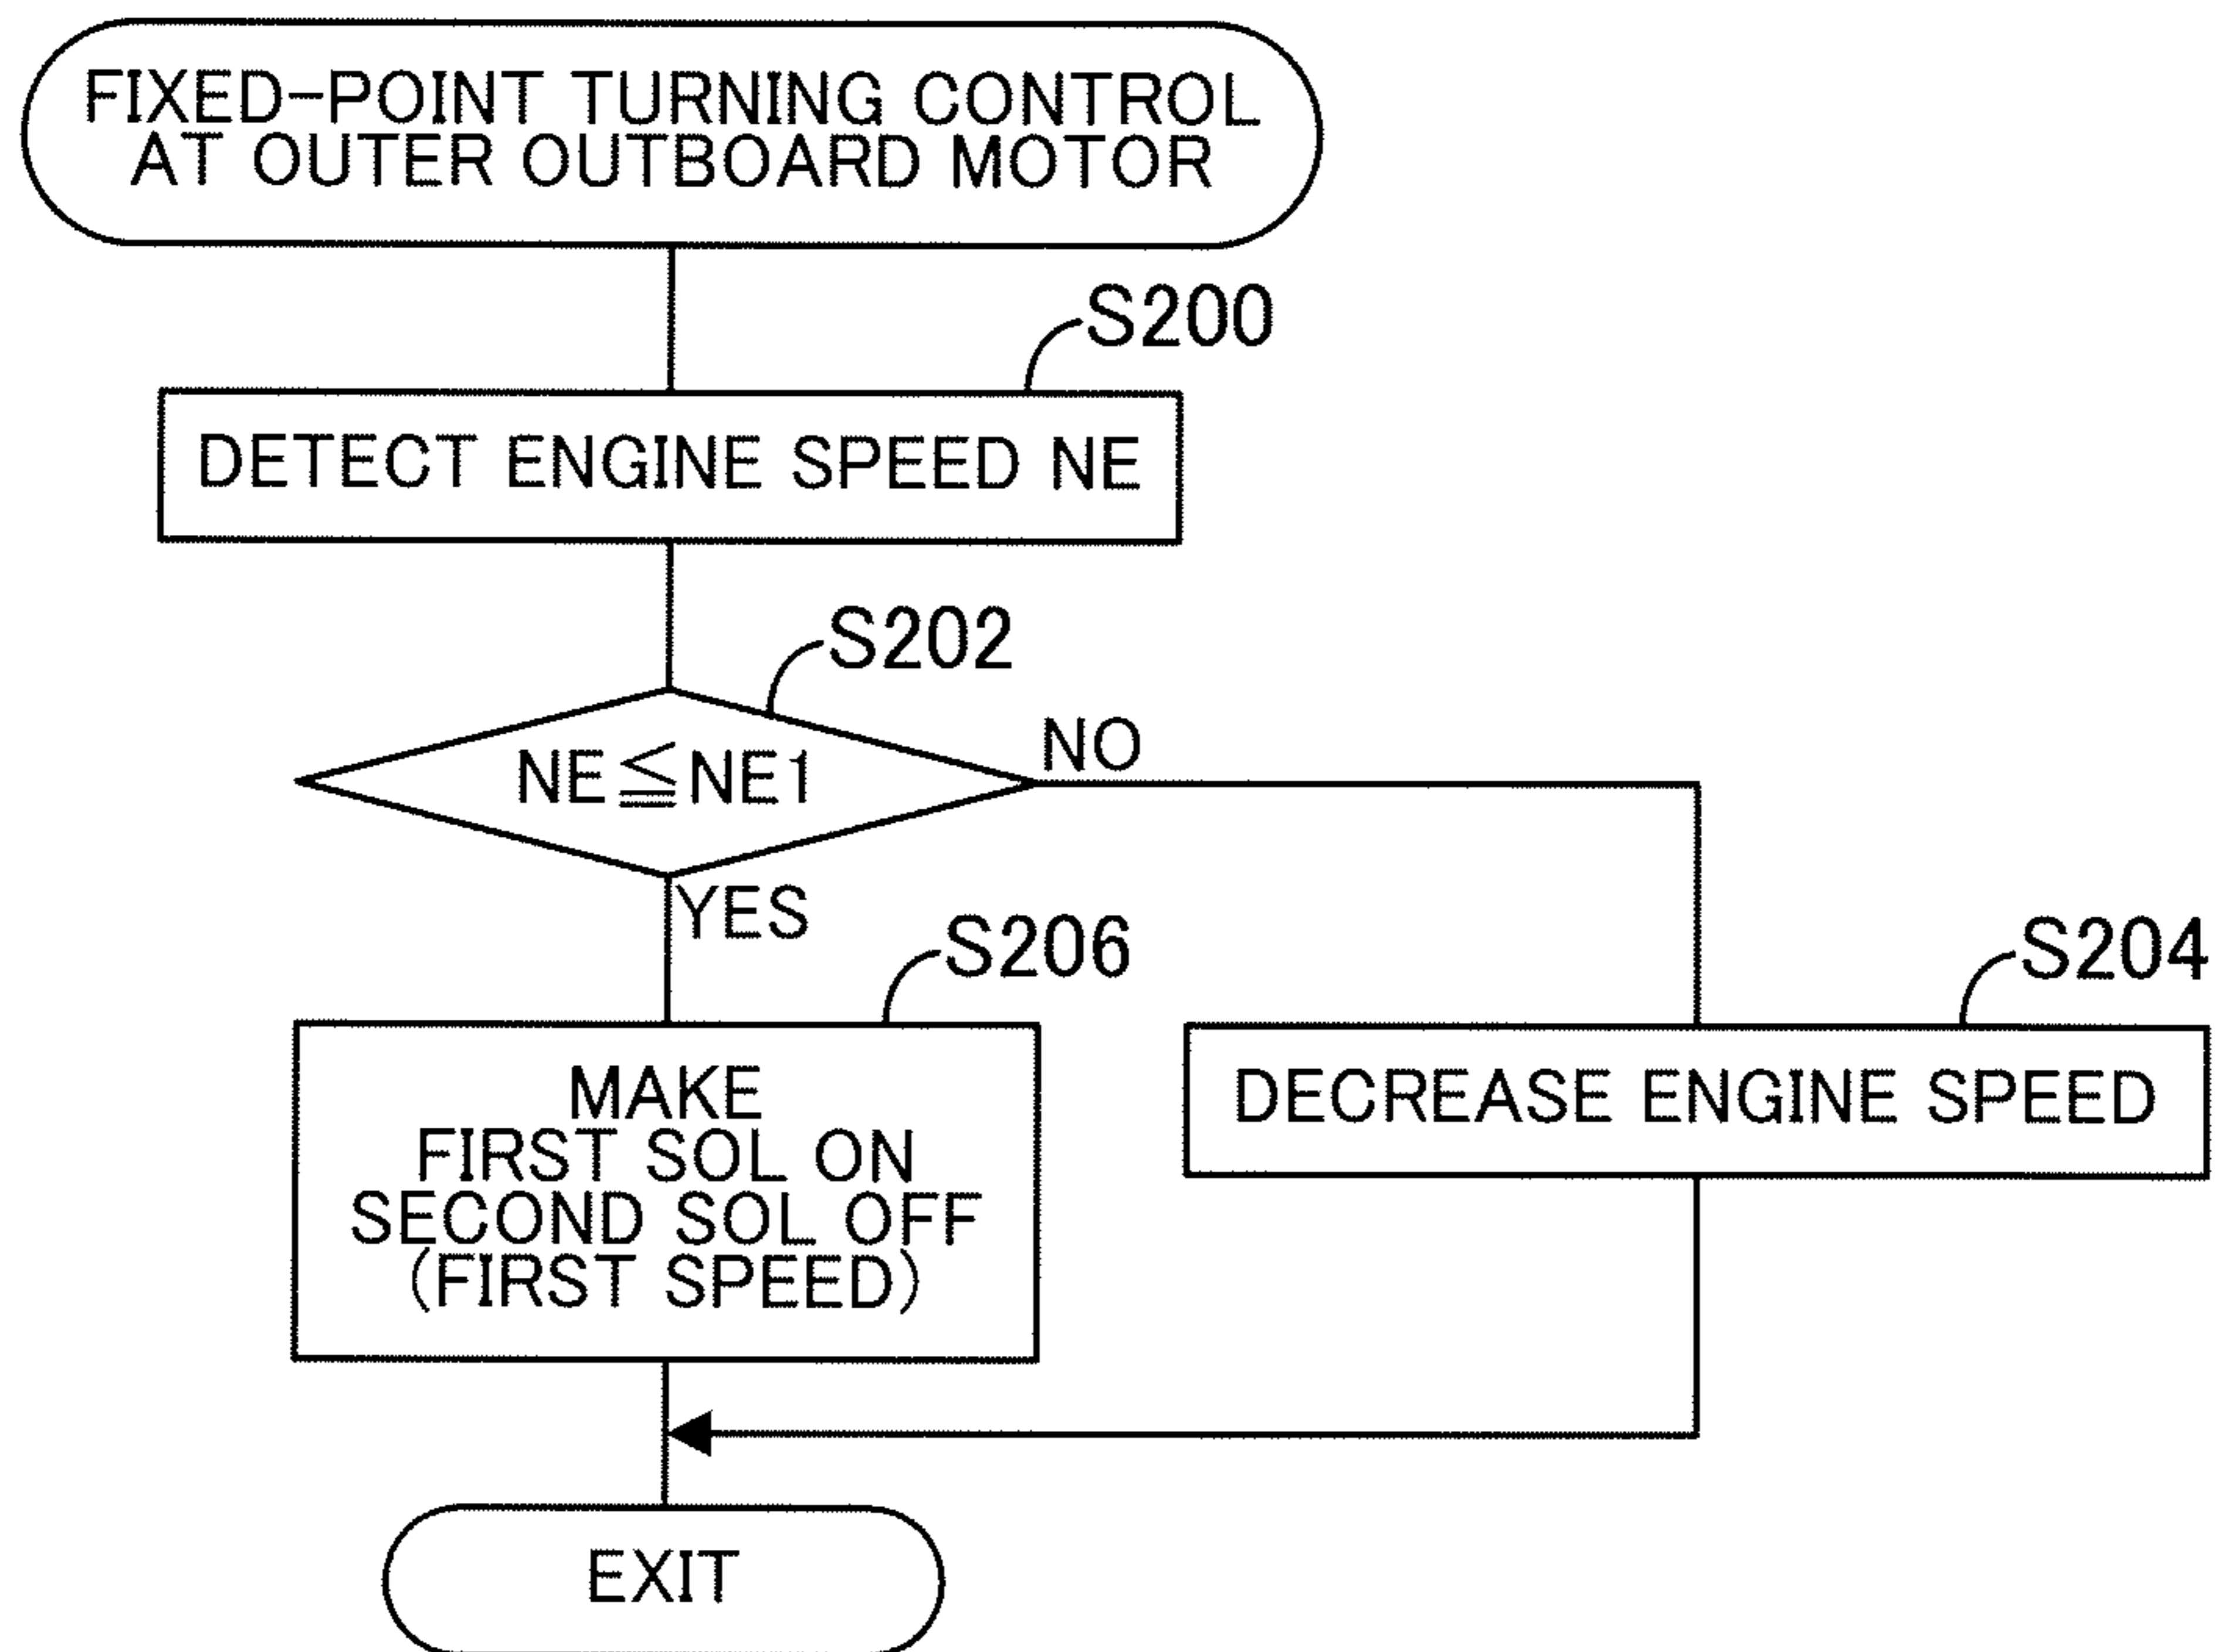 FIXED-POINT TURNING CONTROL
AT OUTER OUTBOARD MOTOR
S200
DETECT ENGINE SPEED NE
S202
NE≦NE1
NO
YES
S206
S204
MAKE
FIRST SOL ON
SECOND SOL OFF
(FIRST SPEED)
DECREASE ENGINE SPEED
EXIT